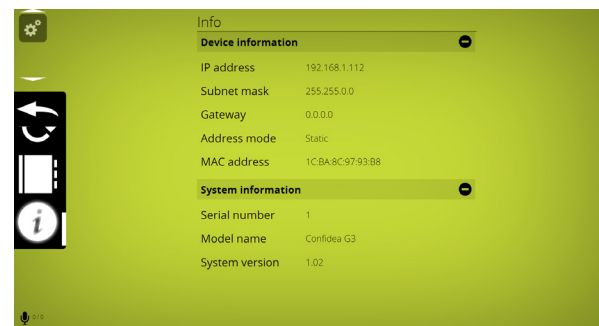 Info
Device information
IP address 192.168.1.112
Subnet mask 255.255.0.0
Gateway 0.0.0.0
Address mode Static
MAC address 1C:BA:8C:97:93:B8
System information
Serial number 1
Model name Confidea G3
System version 1.02
i
0/0